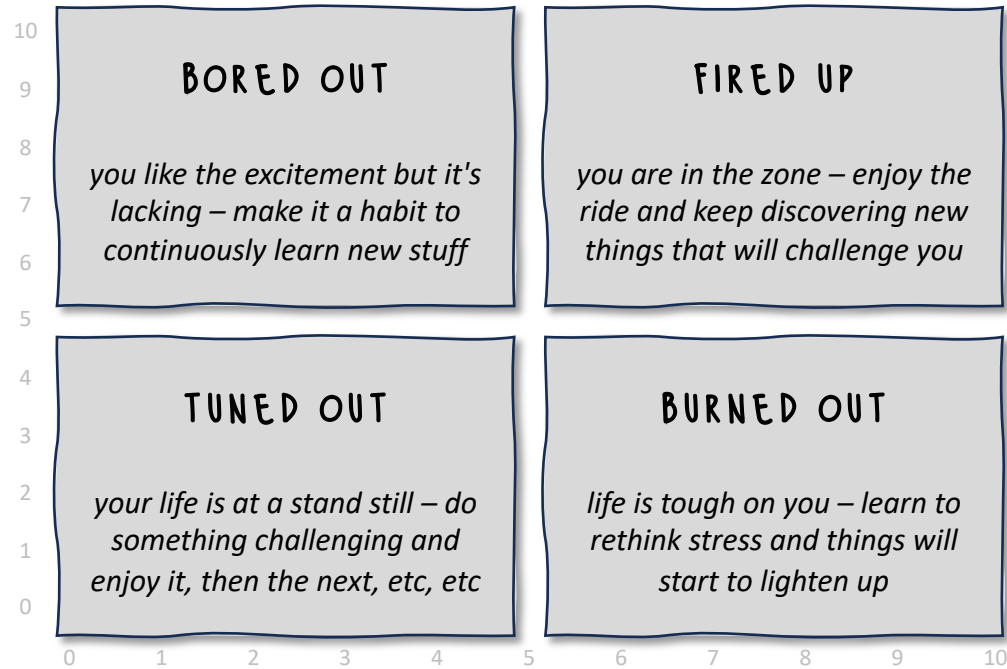 10
9
8
7
6
5
4
3
2
1
0
BORED OUT
you like the excitement but it's
lacking – make it a habit to
continuously learn new stuff
FIRED UP
you are in the zone – enjoy the
ride and keep discovering new
things that will challenge you
TUNED OUT
your life is at a stand still – do
something challenging and
enjoy it, then the next, etc, etc
BURNED OUT
life is tough on you – learn to
rethink stress and things will
start to lighten up
0 1 2 3 4 5 6 7 8 9 10